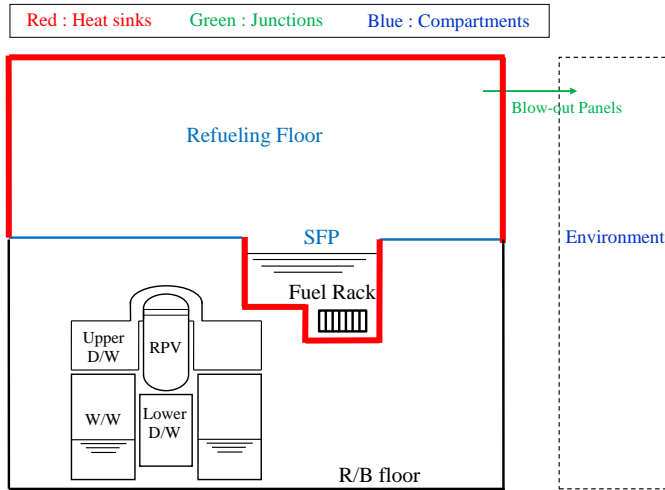 Red : Heat sinks Green : Junctions Blue : Compartments
Blow-out Panels
Refueling Floor
SFP
Environment
Fuel Rack
Upper
D/W
RPV
W/W
Lower
D/W
R/B floor